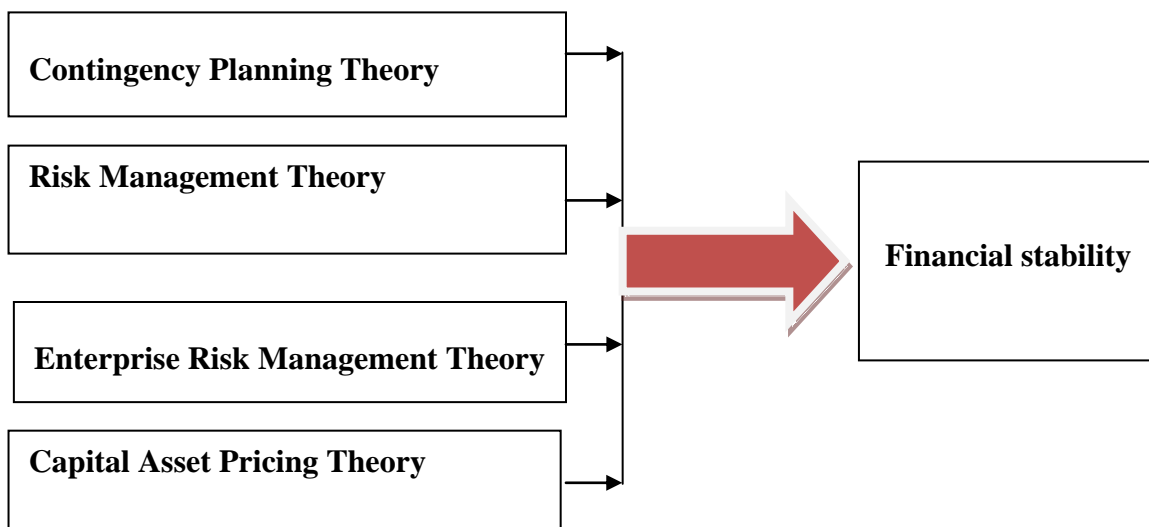 Contingency Planning Theory
Risk Management Theory
Financial stability
Enterprise Risk Management Theory
Capital Asset Pricing Theory